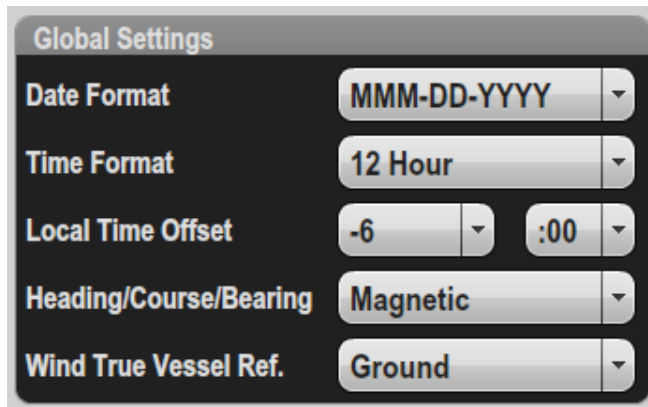 Global Settings
Date Format MMM-DD-YYYY
Time Format 12 Hour
Local Time Offset -6 :00
Heading/Course/Bearing Magnetic
Wind True Vessel Ref. Ground